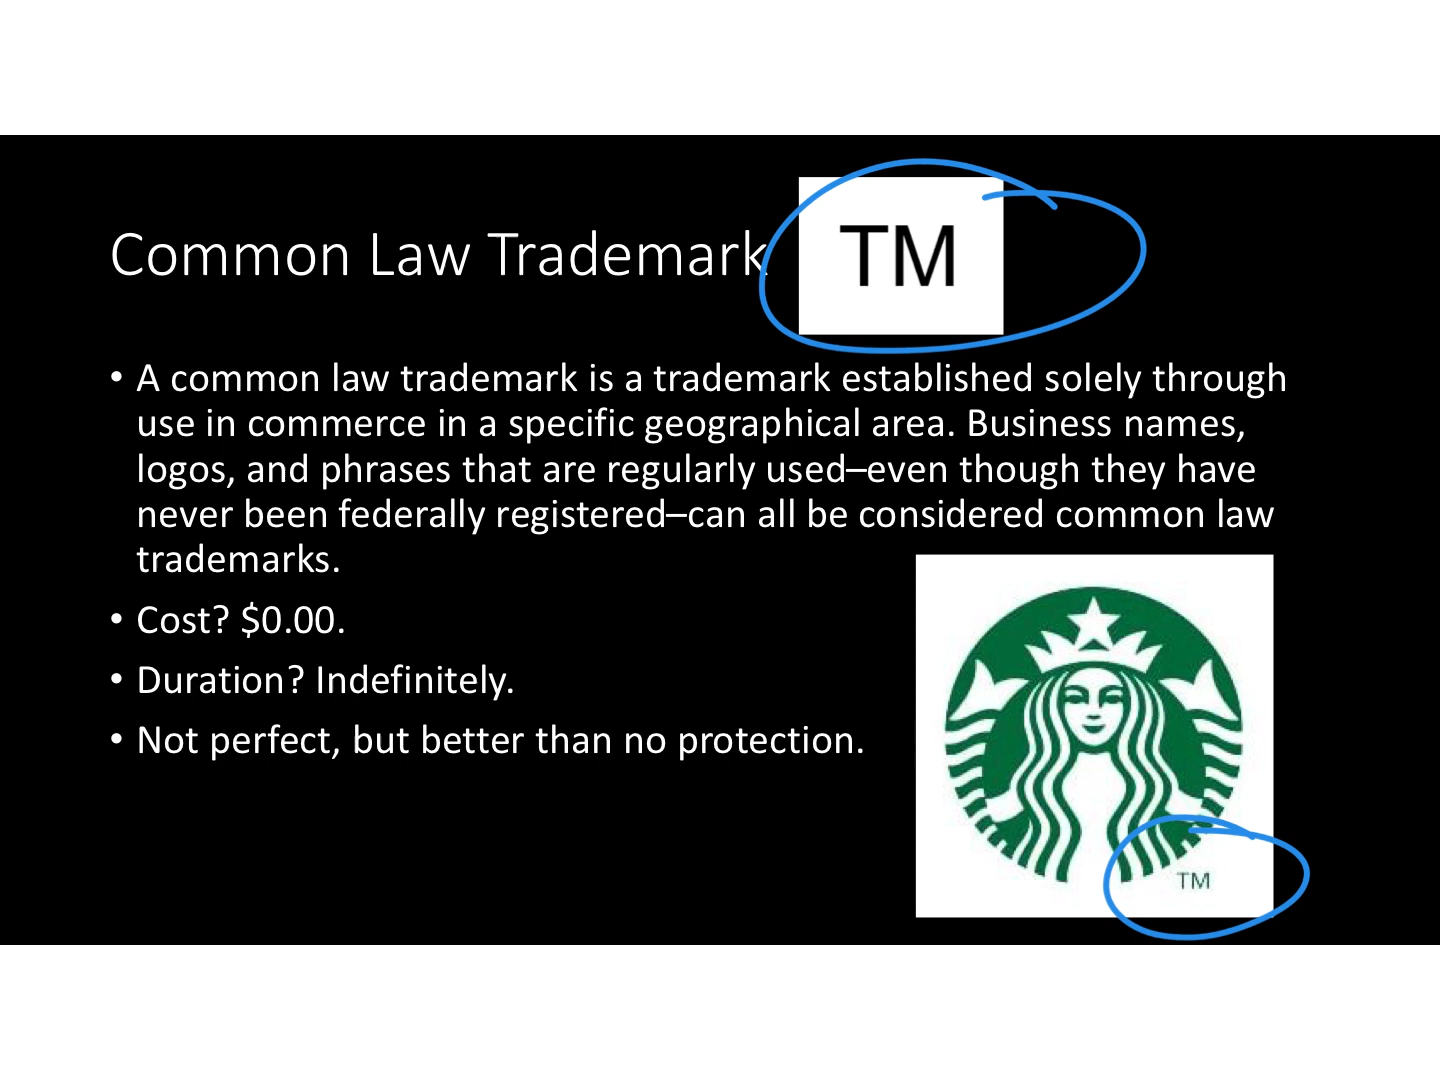 Common Law Trademark
TM
• A common law trademark is a trademark established solely through
use in commerce in a specific geographical area. Business names,
logos, and phrases that are regularly used–even though they have
never been federally registered–can all be considered common law
trademarks.
• Cost? $0.00.
• Duration? Indefinitely.
• Not perfect, but better than no protection.
TM